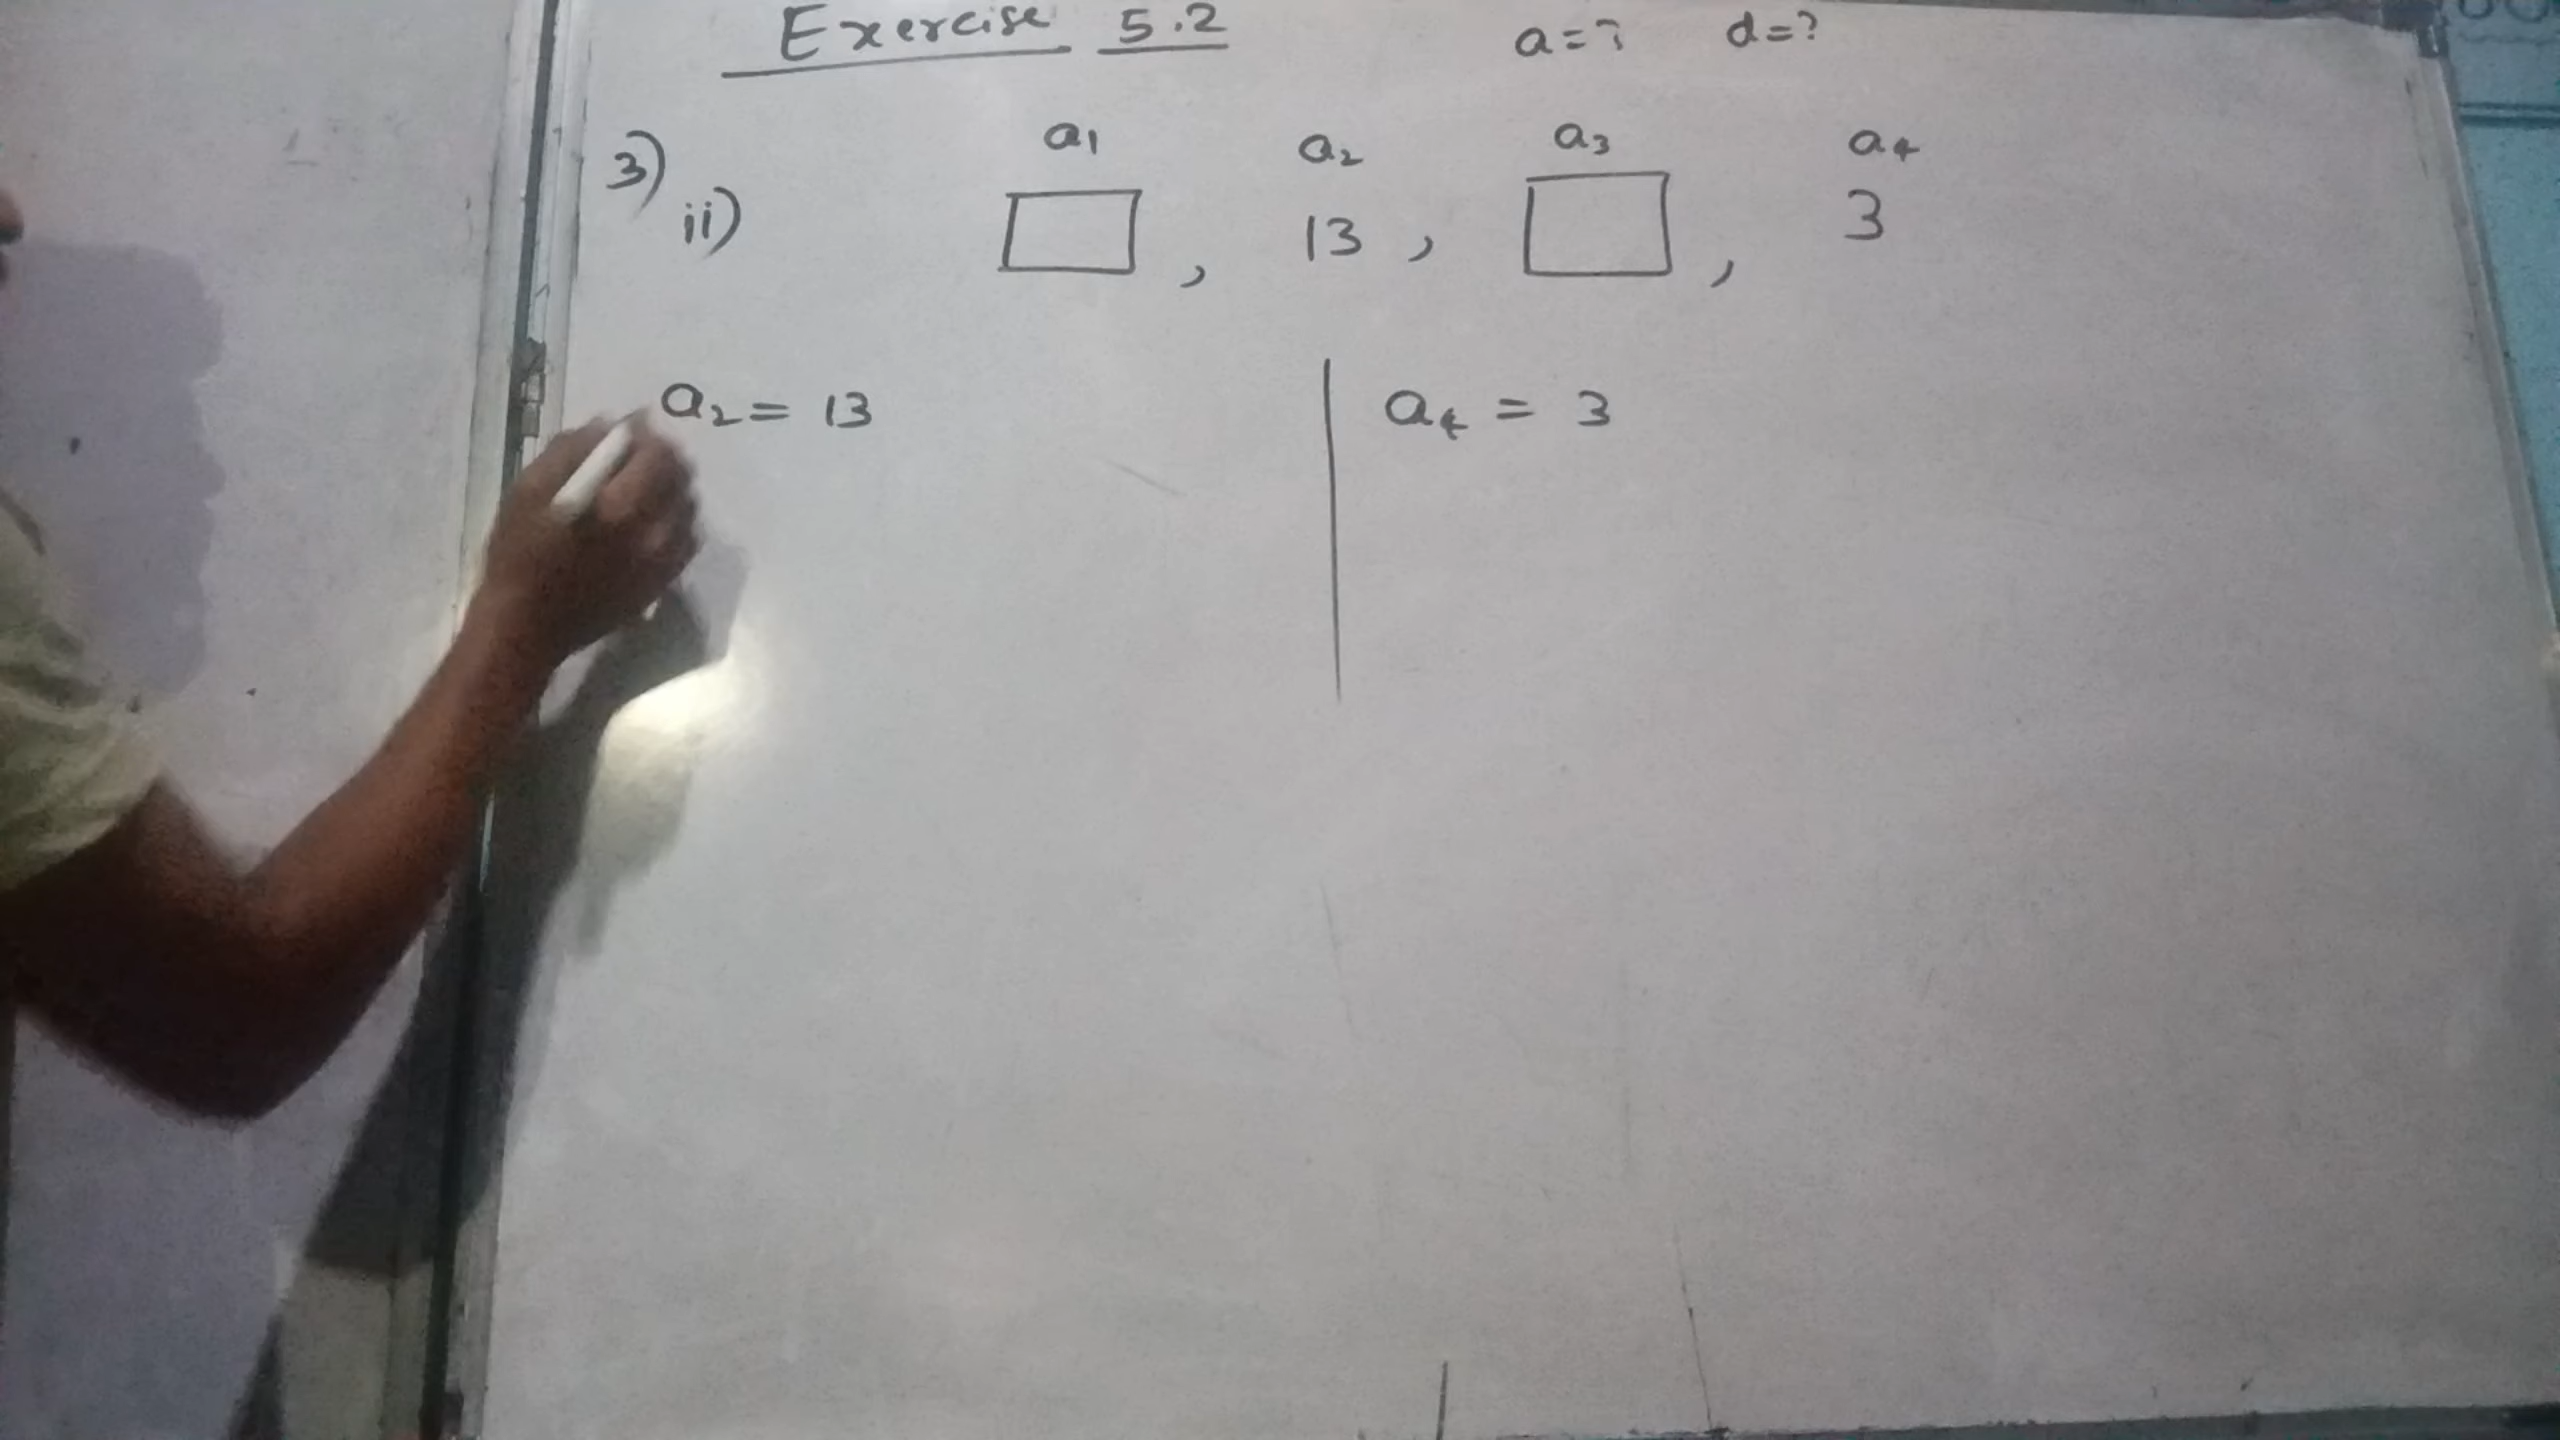 Exercise 5.2 a=? d=?
3) a1 a2 a3 a4
ii) , 13 , , 3
a2 = 13 a4 = 3